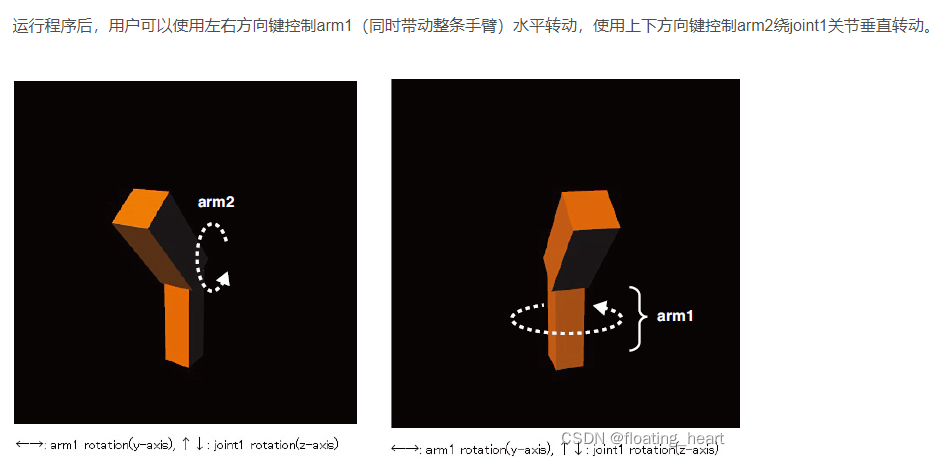 运行程序后，用户可以使用左右方向键控制arm1（同时带动整条手臂）水平转动，使用上下方向键控制arm2绕joint1关节垂直转动。
arm2
arm1
←→: arm1 rotation(y-axis), ↑↓: joint1 rotation(z-axis)
←→: arm1 rotation(y-axis), ↑↓: joint1 rotation(z-axis)
CSDN @floating_heart